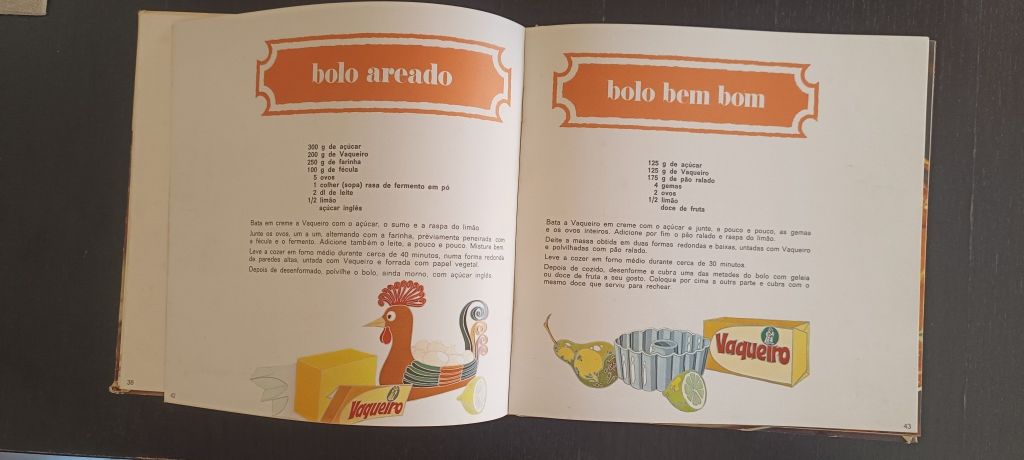 bolo areado
300 g de açúcar
200 g de Vaqueiro
250 g de farinha
100 g de fécula
5 ovos
1 colher (sopa) rasa de fermento em pó
2 dl de leite
1/2 limão
açúcar inglês
Bata em creme a Vaqueiro com o açúcar, o sumo e a raspa do limão
Junte os ovos, um a um, alternando com a farinha, prèviamente peneirada com
a fécula e o fermento. Adicione também o leite, a pouco e pouco. Misture bem.
Leve a cozer em forno médio durante cerca de 40 minutos, numa forma redonda
de paredes altas, untada com Vaqueiro e forrada com papel vegetal.
Depois de desenformado, polvilhe o bolo, ainda morno, com açúcar inglês.
Vaqueiro
38
42
bolo bem bom
125 g de açúcar
125 g de Vaqueiro
175 g de pão ralado
4 gemas
2 ovos
1/2 limão
doce de fruta
Bata a Vaqueiro em creme com o açúcar e junte, a pouco e pouco, as gemas
e os ovos inteiros. Adicione por fim o pão ralado e raspa do limão.
Deite a massa obtida em duas formas redondas e baixas, untadas com Vaqueiro
e polvilhadas com pão ralado.
Leve a cozer em forno médio durante cerca de 30 minutos.
Depois de cozido, desenforme e cubra uma das metades do bolo com geleia
ou doce de fruta a seu gosto. Coloque por cima a outra parte e cubra com o
mesmo doce que serviu para rechear.
Vaqueiro
43